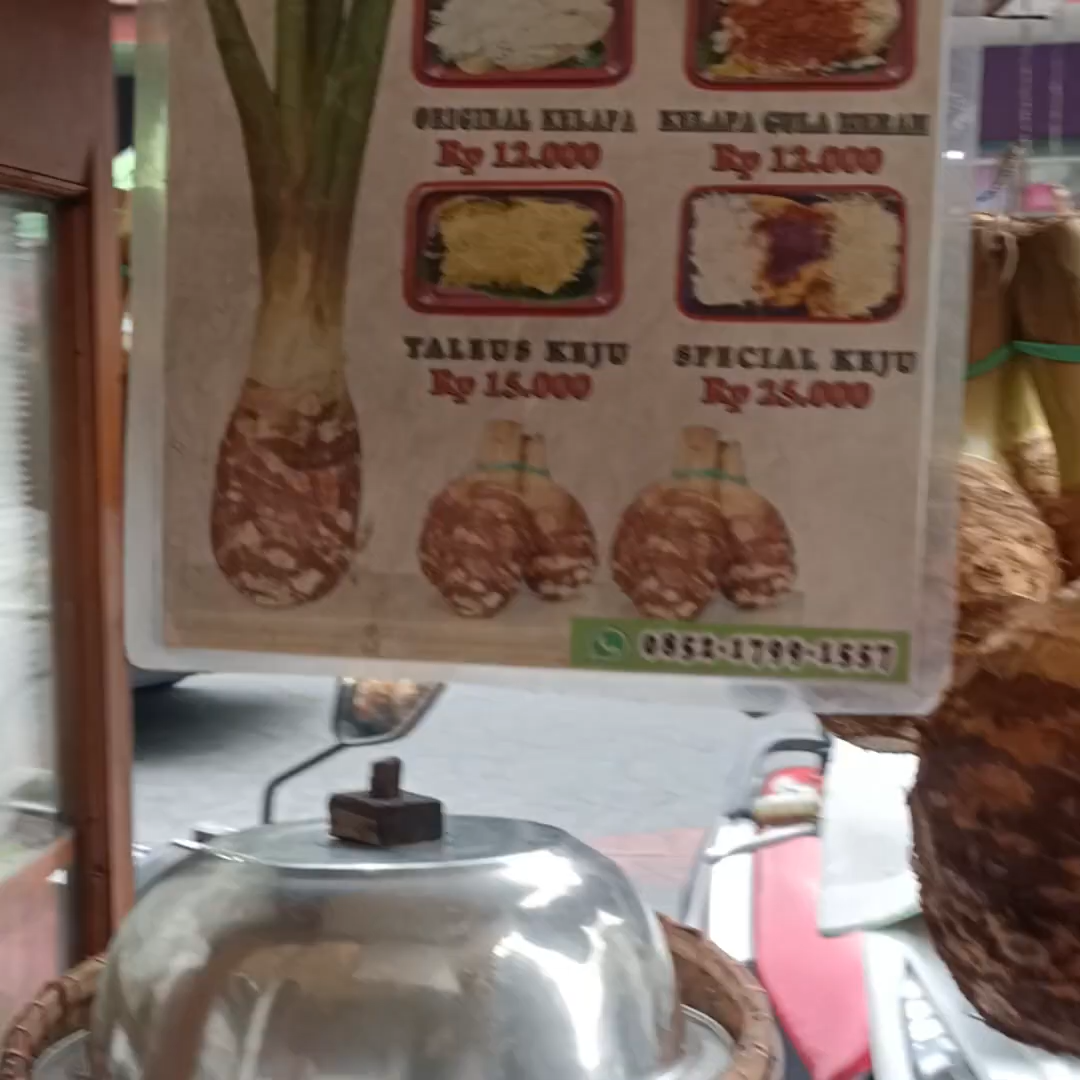 ORIGINAL KELAPA
Rp 12.000
KELAPA GULA MERAH
Rp 12.000
TALEUS KEJU
Rp 15.000
SPECIAL KEJU
Rp 25.000
0852-1799-1557